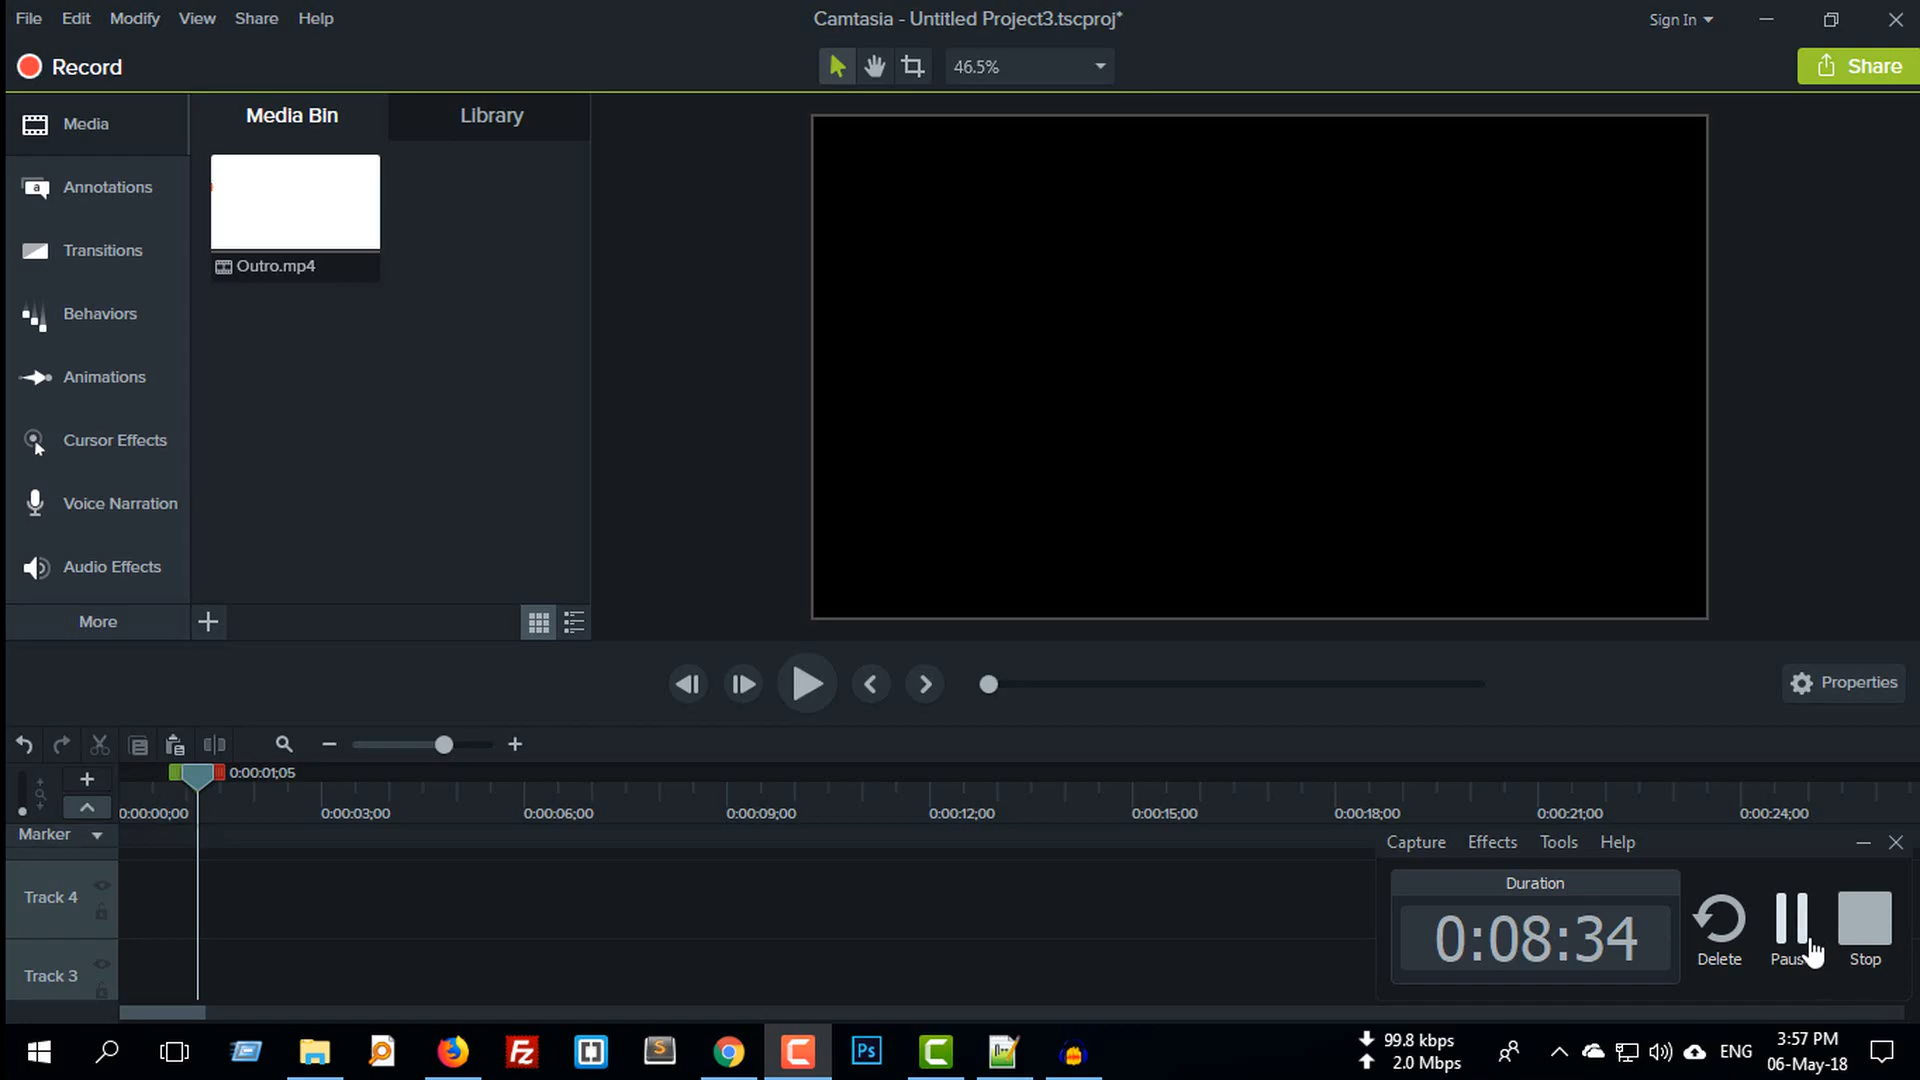 File Edit Modify View Share Help
Camtasia - Untitled Project3.tscproj*
Sign In
Record
46.5%
Share
Media
Media Bin
Library
a Annotations
Transitions
Outro.mp4
Behaviors
Animations
Cursor Effects
Voice Narration
Audio Effects
More
Properties
0:00:01;05
0:00:00;00 0:00:03;00 0:00:06;00 0:00:09;00 0:00:12;00 0:00:15;00 0:00:18;00 0:00:21;00 0:00:24;00
Marker
Track 4
Track 3
Capture Effects Tools Help
Duration
0:08:34
Delete
Paus
Stop
Fz
S
C
Ps
C
99.8 kbps
2.0 Mbps
ENG
3:57 PM
06-May-18